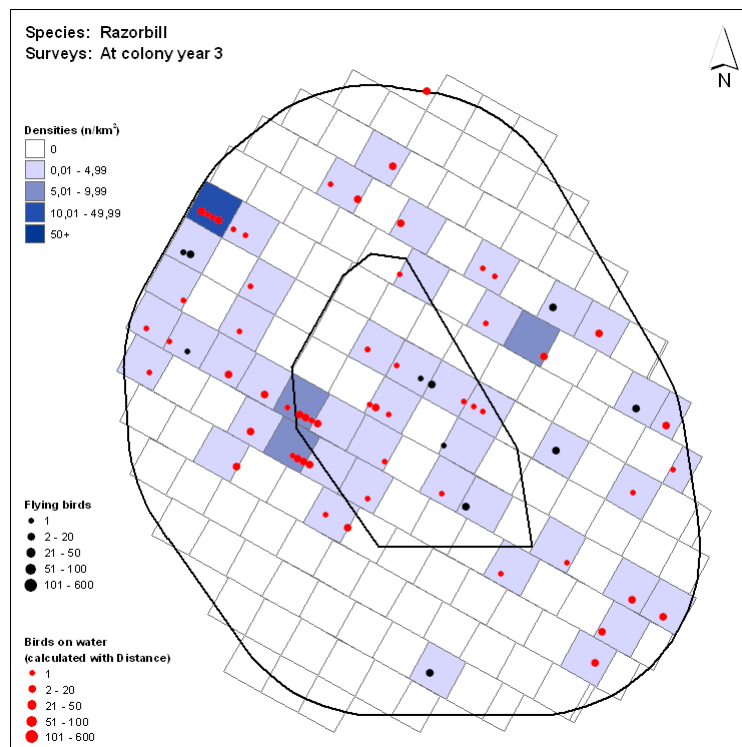 Species: Razorbill
Surveys: At colony year 3
N
Densities (n/km²)
0
0,01 - 4,99
5,01 - 9,99
10,01 - 49,99
50+
Flying birds
1
2 - 20
21 - 50
51 - 100
101 - 600
Birds on water
(calculated with Distance)
1
2 - 20
21 - 50
51 - 100
101 - 600